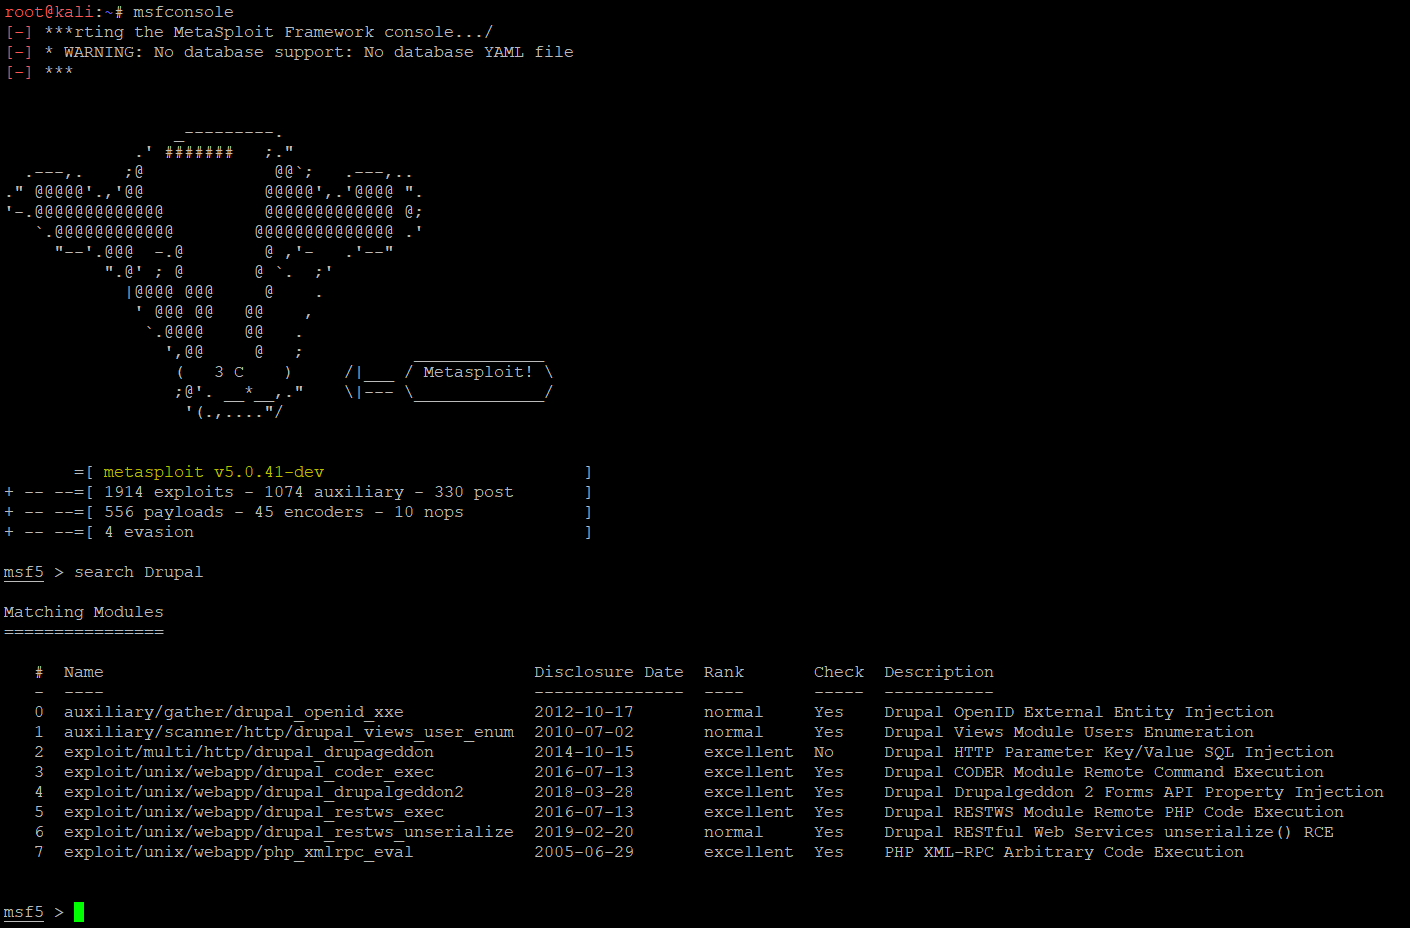 root@kali:~# msfconsole
[-] ***rting the MetaSploit Framework console.../
[-] * WARNING: No database support: No database YAML file
[-] ***
                 _---------.
             .' #######   ;."
  .---,.    ;@             @@`;   .---,..
." @@@@@'.,'@@            @@@@@',.'@@@@ ".
'-.@@@@@@@@@@@@@          @@@@@@@@@@@@@ @;
   `.@@@@@@@@@@@@        @@@@@@@@@@@@@@ .'
     "--'.@@@  -.@        @ ,'-   .'--"
          ".@' ; @       @ `.  ;'
            |@@@@ @@@     @    .
             ' @@@ @@   @@    ,
              `.@@@@    @@   .
                ',@@     @   ;           _____________
                 (   3 C    )     /|___ / Metasploit! \
                 ;@'. __*__,."    \|--- \_____________/
                  '(.,...."/
       =[ metasploit v5.0.41-dev                          ]
+ -- --=[ 1914 exploits - 1074 auxiliary - 330 post       ]
+ -- --=[ 556 payloads - 45 encoders - 10 nops            ]
+ -- --=[ 4 evasion                                       ]
msf5 > search Drupal
Matching Modules
================
   #  Name                                           Disclosure Date  Rank       Check  Description
   -  ----                                           ---------------  ----       -----  -----------
   0  auxiliary/gather/drupal_openid_xxe             2012-10-17       normal     Yes    Drupal OpenID External Entity Injection
   1  auxiliary/scanner/http/drupal_views_user_enum  2010-07-02       normal     Yes    Drupal Views Module Users Enumeration
   2  exploit/multi/http/drupal_drupageddon          2014-10-15       excellent  No     Drupal HTTP Parameter Key/Value SQL Injection
   3  exploit/unix/webapp/drupal_coder_exec          2016-07-13       excellent  Yes    Drupal CODER Module Remote Command Execution
   4  exploit/unix/webapp/drupal_drupalgeddon2       2018-03-28       excellent  Yes    Drupal Drupalgeddon 2 Forms API Property Injection
   5  exploit/unix/webapp/drupal_restws_exec         2016-07-13       excellent  Yes    Drupal RESTWS Module Remote PHP Code Execution
   6  exploit/unix/webapp/drupal_restws_unserialize  2019-02-20       normal     Yes    Drupal RESTful Web Services unserialize() RCE
   7  exploit/unix/webapp/php_xmlrpc_eval            2005-06-29       excellent  Yes    PHP XML-RPC Arbitrary Code Execution
msf5 >